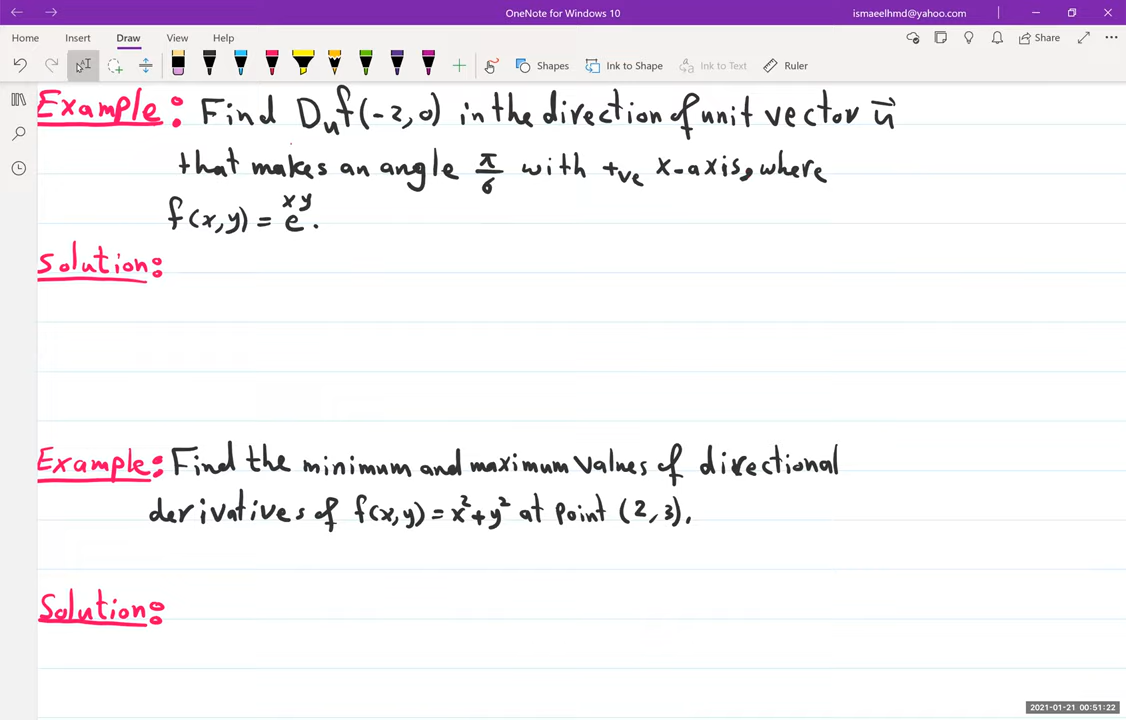 OneNote for Windows 10
ismaeelhmd@yahoo.com
Home Insert Draw View Help
Share
Shapes Ink to Shape Ink to Text Ruler
Example: Find Duf(-2,0) in the direction of unit vector u⃗
that makes an angle π/6 with +ve x-axis, where
f(x,y) = e^xy.
Solution:
Example: Find the minimum and maximum values of directional
derivatives of f(x,y) = x²+y² at point (2,3).
Solution:
2021-01-21 00:51:22